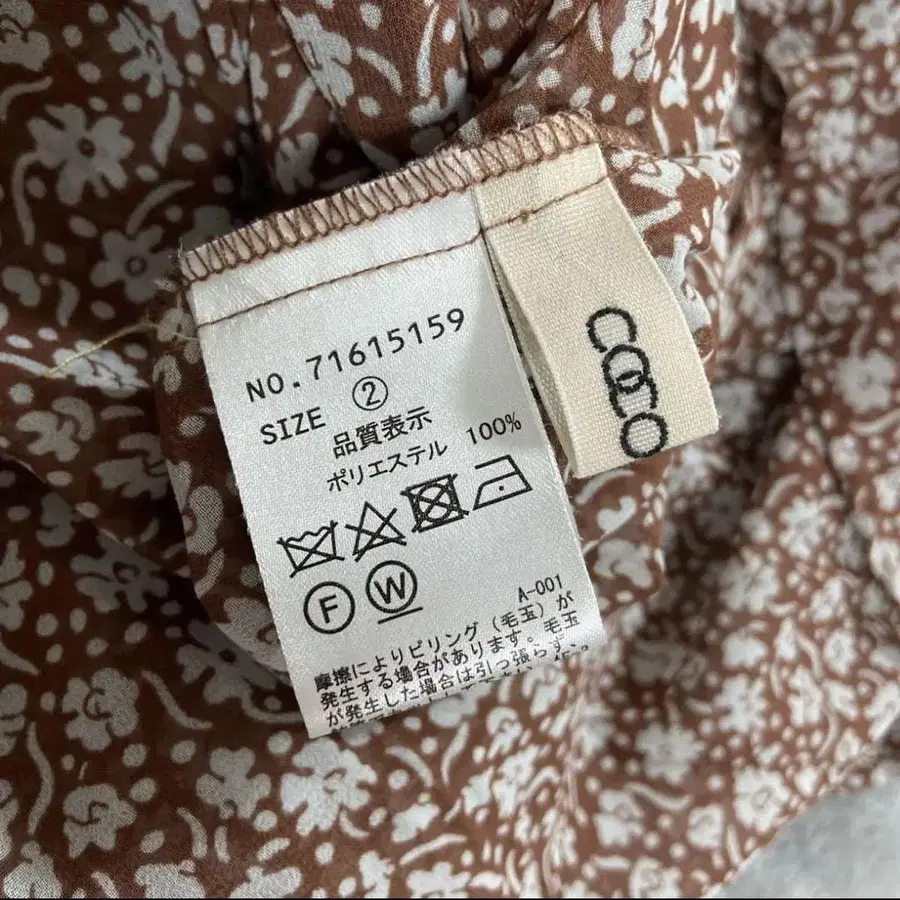 NO.71615159
SIZE ②
品質表示
ポリエステル 100%
F W
A-001
摩擦によりピリング(毛玉)が
発生する場合があります。毛玉
が発生した場合は引っ張らず、
COCO